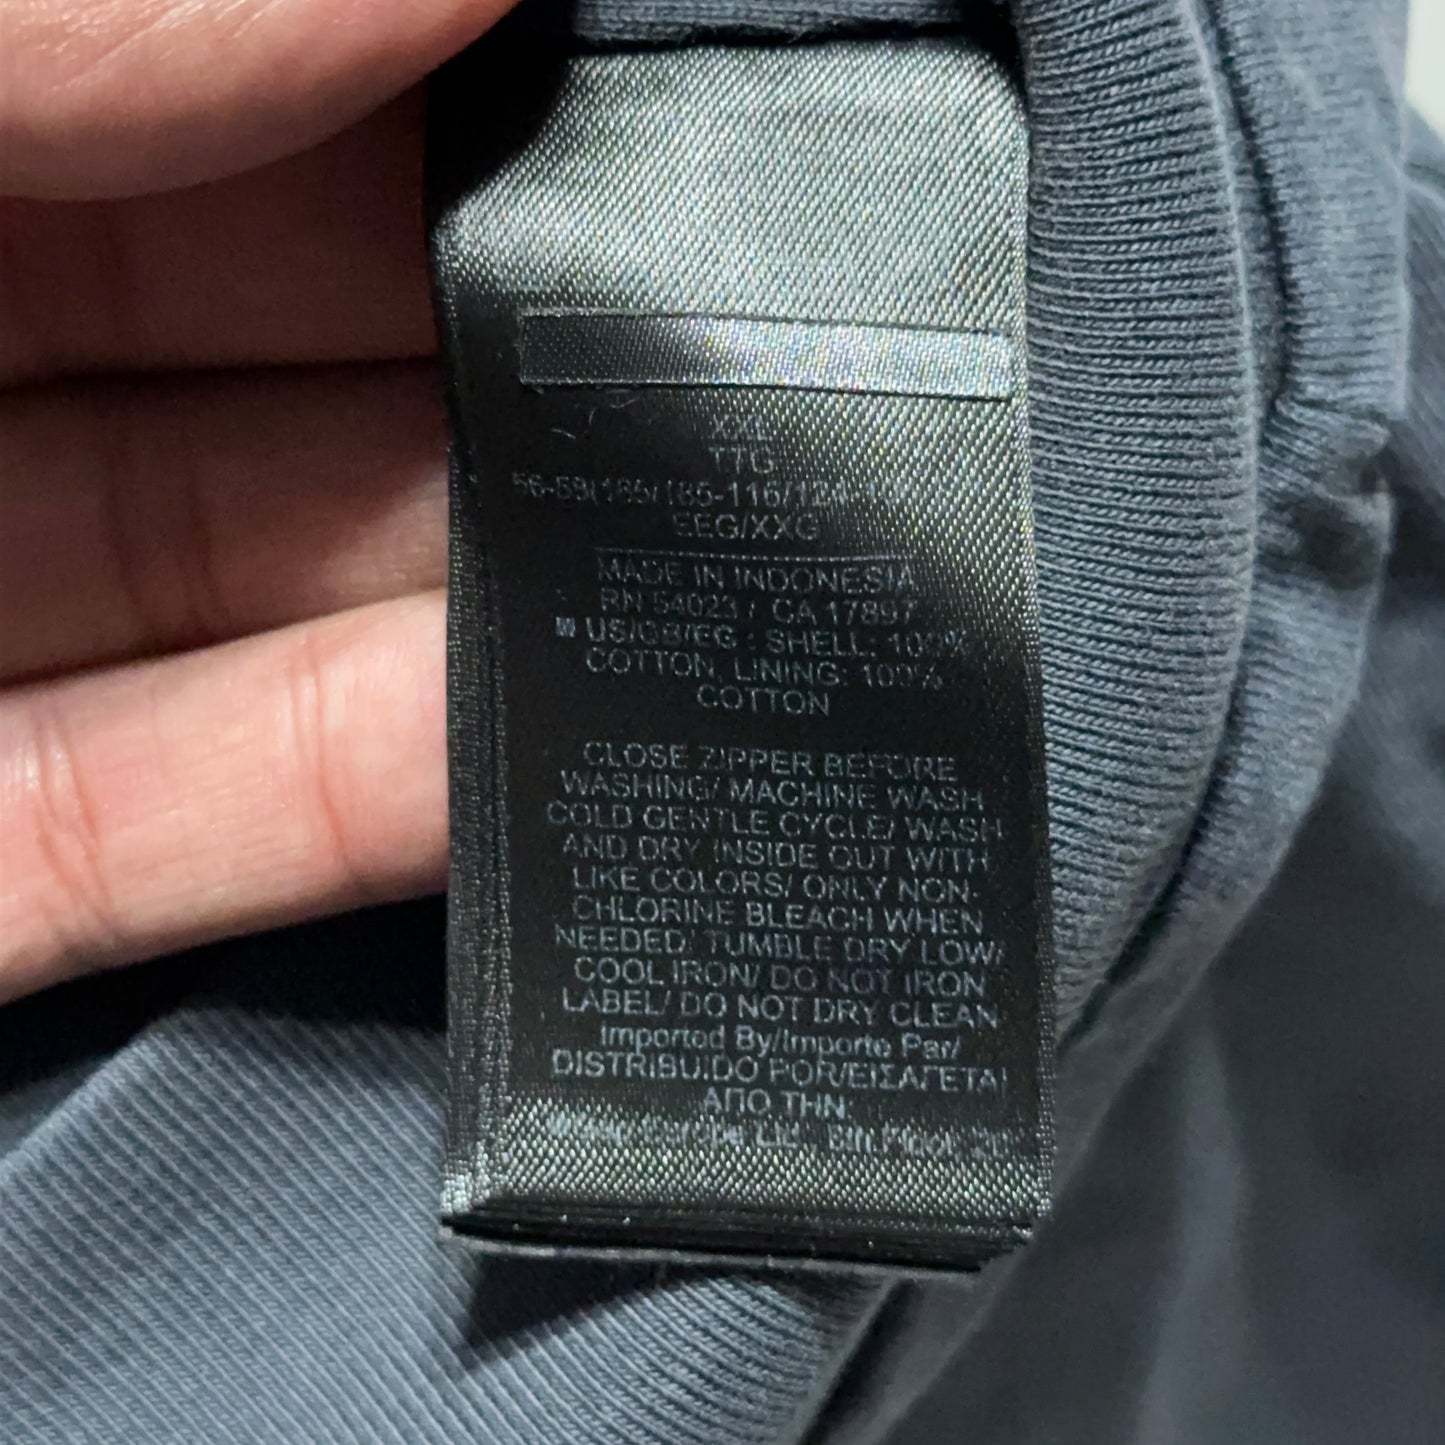 XXL
TTG
EEG/XXG
MADE IN INDONESIA
RN 54023 / CA 17897
US/GB/EG : SHELL: 100%
COTTON, LINING: 100%
COTTON
CLOSE ZIPPER BEFORE
WASHING/ MACHINE WASH
COLD GENTLE CYCLE/ WASH
AND DRY INSIDE OUT WITH
LIKE COLORS/ ONLY NON-
CHLORINE BLEACH WHEN
NEEDED/ TUMBLE DRY LOW/
COOL IRON/ DO NOT IRON
LABEL/ DO NOT DRY CLEAN
Imported By/Importe Par/
DISTRIBUIDO POR/ΕΙΣΑΓΕΤΑΙ
ΑΠΟ ΤΗΝ:
Europe Ltd